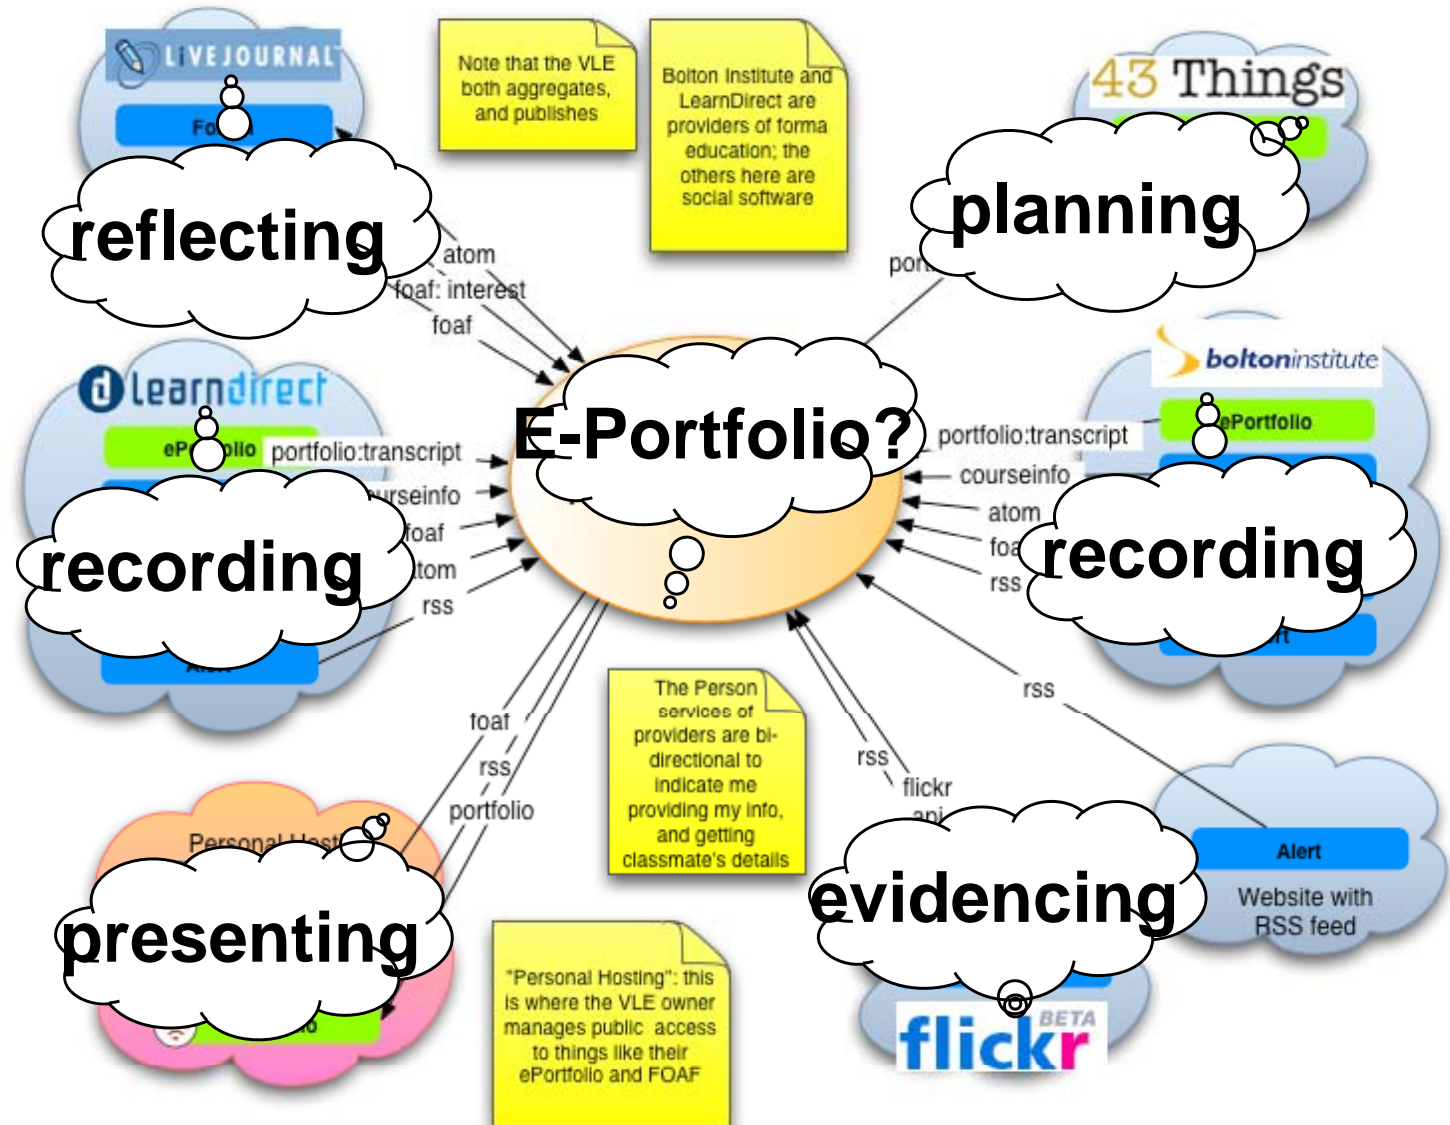 LiVEJOURNAL
reflecting
Note that the VLE
both aggregates,
and publishes
Bolton Institute and
LearnDirect are
providers of forma
education; the
others here are
social software
43 Things
planning
atom
foaf: interest
foaf
learndirect
portfolio:transcript
recording
rss
E-Portfolio?
boltoninstitute
ePortfolio
portfolio:transcript
courseinfo
atom
rss
recording
foaf
rss
portfolio
The Person
services of
providers are bi-
directional to
indicate me
providing my info,
and getting
classmate's details
rss
rss
flickr
api
Personal
presenting
"Personal Hosting": this
is where the VLE owner
manages public access
to things like their
ePortfolio and FOAF
evidencing
Alert
Website with
RSS feed
flickr
BETA